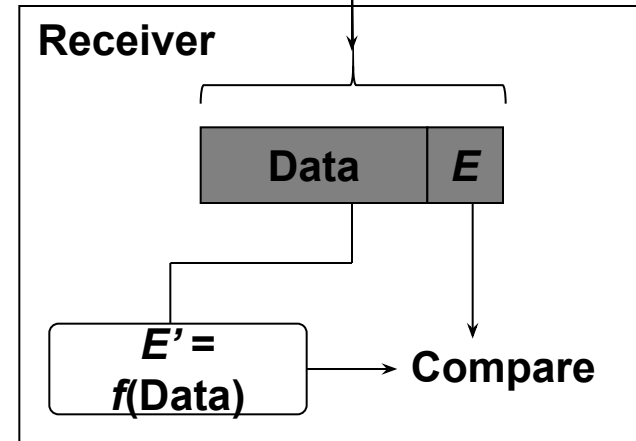 Receiver
Data
E
E’ =
f(Data)
Compare